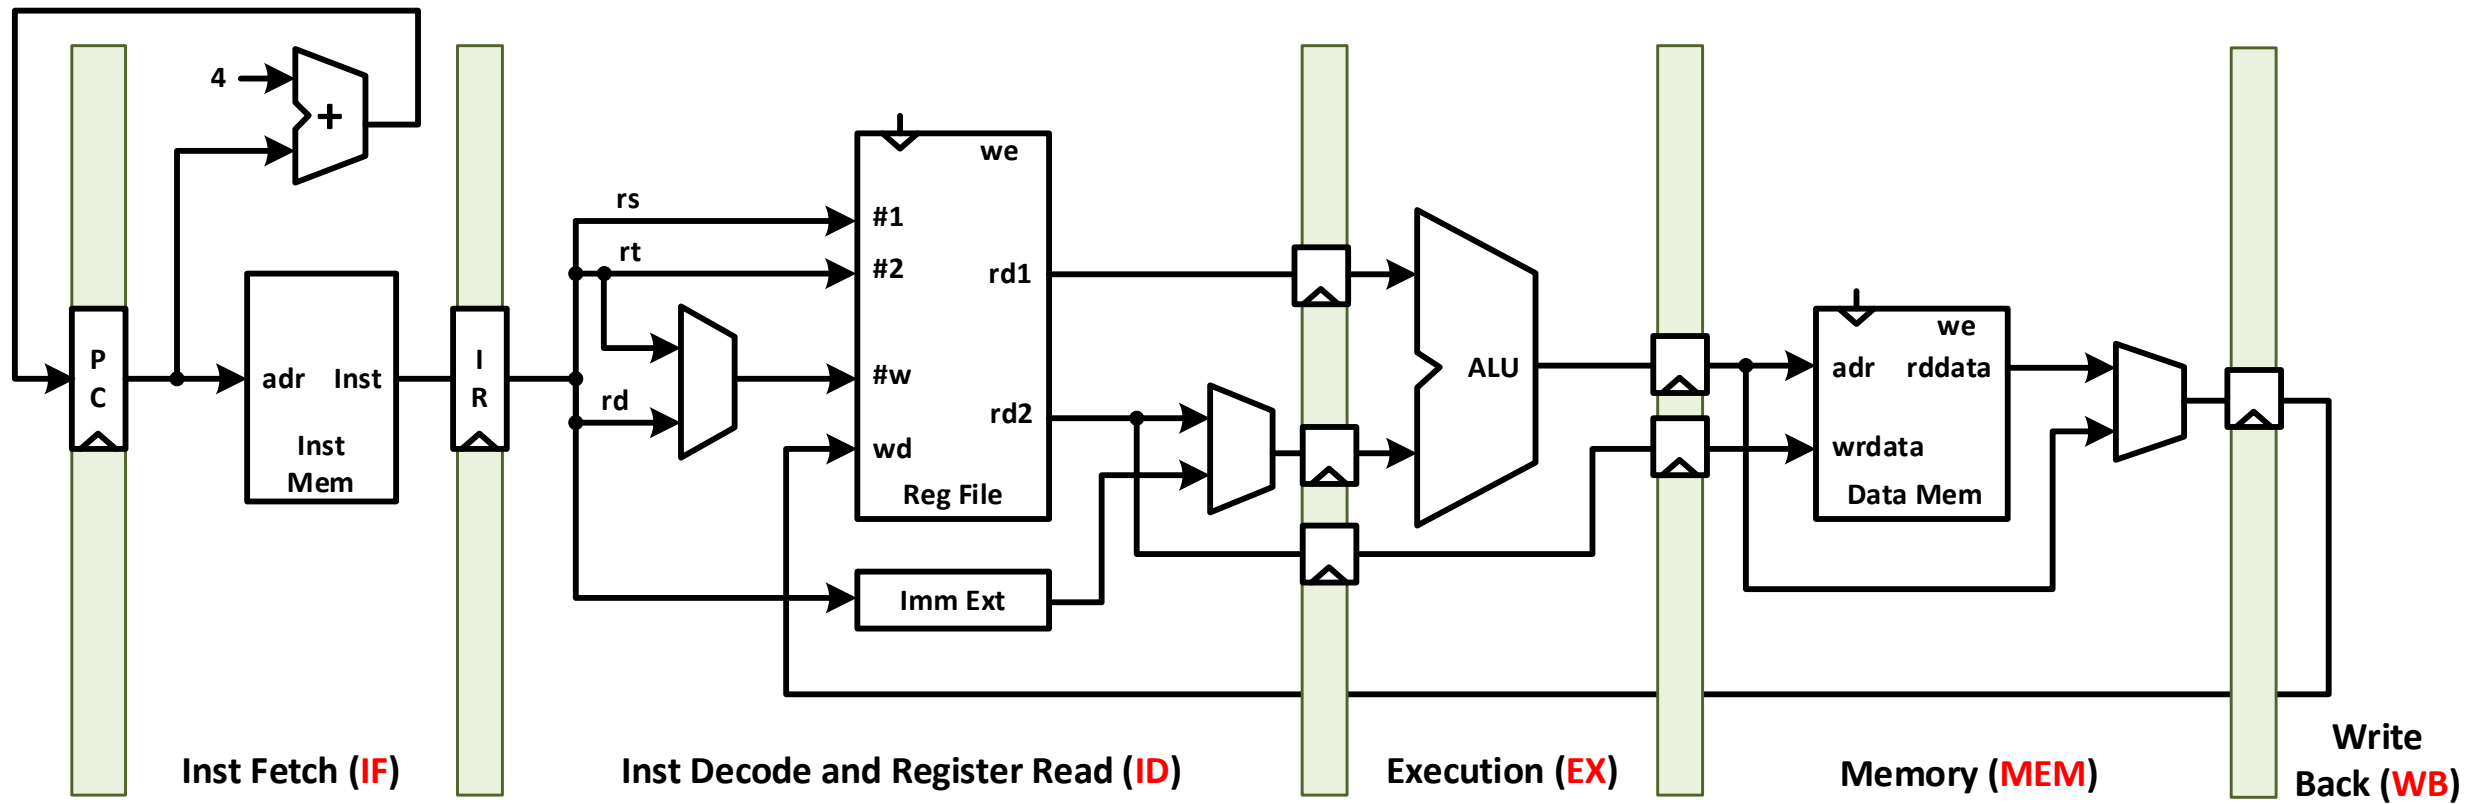 4
+
P
C
adr Inst
Inst
Mem
I
R
rs
rt
rd
we
#1
#2
rd1
#w
rd2
wd
Reg File
Imm Ext
ALU
we
adr rddata
wrdata
Data Mem
Inst Fetch (IF)
Inst Decode and Register Read (ID)
Execution (EX)
Memory (MEM)
Write
Back (WB)